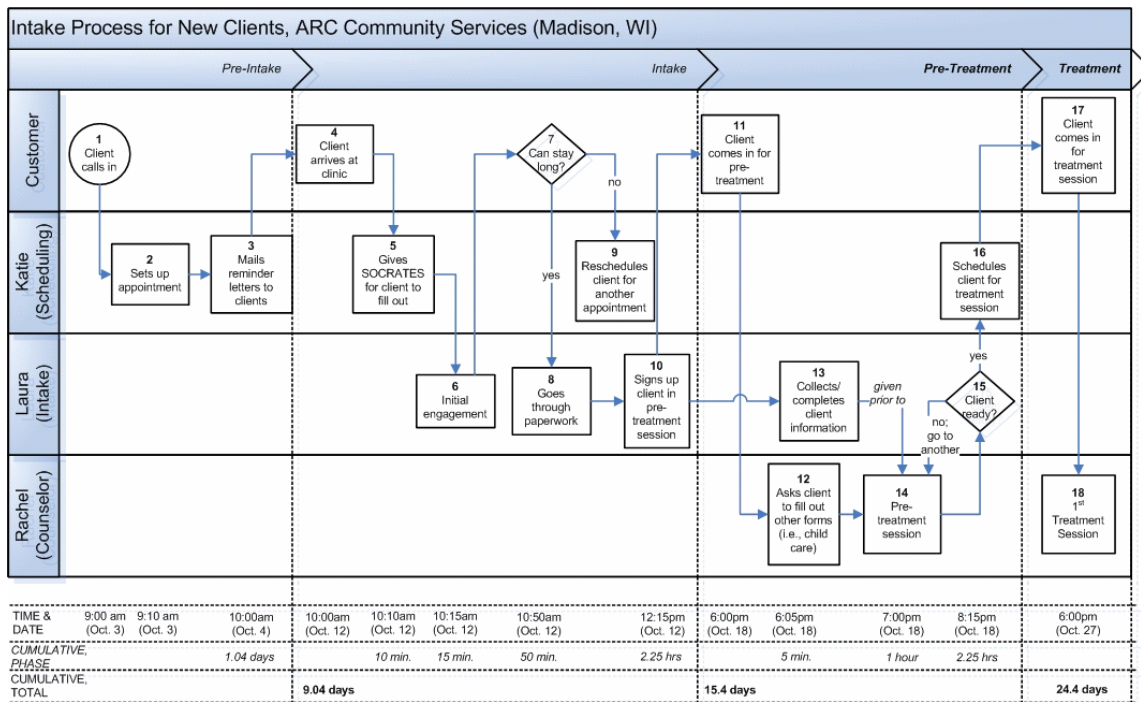 Intake Process for New Clients, ARC Community Services (Madison, WI)
Pre-Intake
Intake
Pre-Treatment
Treatment
Customer
1
Client
calls in
4
Client
arrives at
clinic
7
Can stay
long?
no
yes
11
Client
comes in for
pre-
treatment
17
Client
comes in for
treatment
session
Katie
(Scheduling)
2
Sets up
appointment
3
Mails
reminder
letters to
clients
5
Gives
SOCRATES
for client to
fill out
9
Reschedules
client for
another
appointment
16
Schedules
client for
treatment
session
Laura
(Intake)
6
Initial
engagement
8
Goes
through
paperwork
10
Signs up
client in
pre-
treatment
session
13
Collects/
completes
client
information
given
prior to
yes
15
Client
ready?
no;
go to
another
Rachel
(Counselor)
12
Asks client
to fill out
other forms
(i.e., child
care)
14
Pre-
treatment
session
18
1st
Treatment
Session
TIME &
DATE
9:00 am
(Oct. 3)
9:10 am
(Oct. 3)
10:00am
(Oct. 4)
10:00am
(Oct. 12)
10:10am
(Oct. 12)
10:15am
(Oct. 12)
10:50am
(Oct. 12)
12:15pm
(Oct. 12)
6:00pm
(Oct. 18)
6:05pm
(Oct. 18)
7:00pm
(Oct. 18)
8:15pm
(Oct. 18)
6:00pm
(Oct. 27)
CUMULATIVE,
PHASE
1.04 days
10 min.
15 min.
50 min.
2.25 hrs
5 min.
1 hour
2.25 hrs
CUMULATIVE,
TOTAL
9.04 days
15.4 days
24.4 days